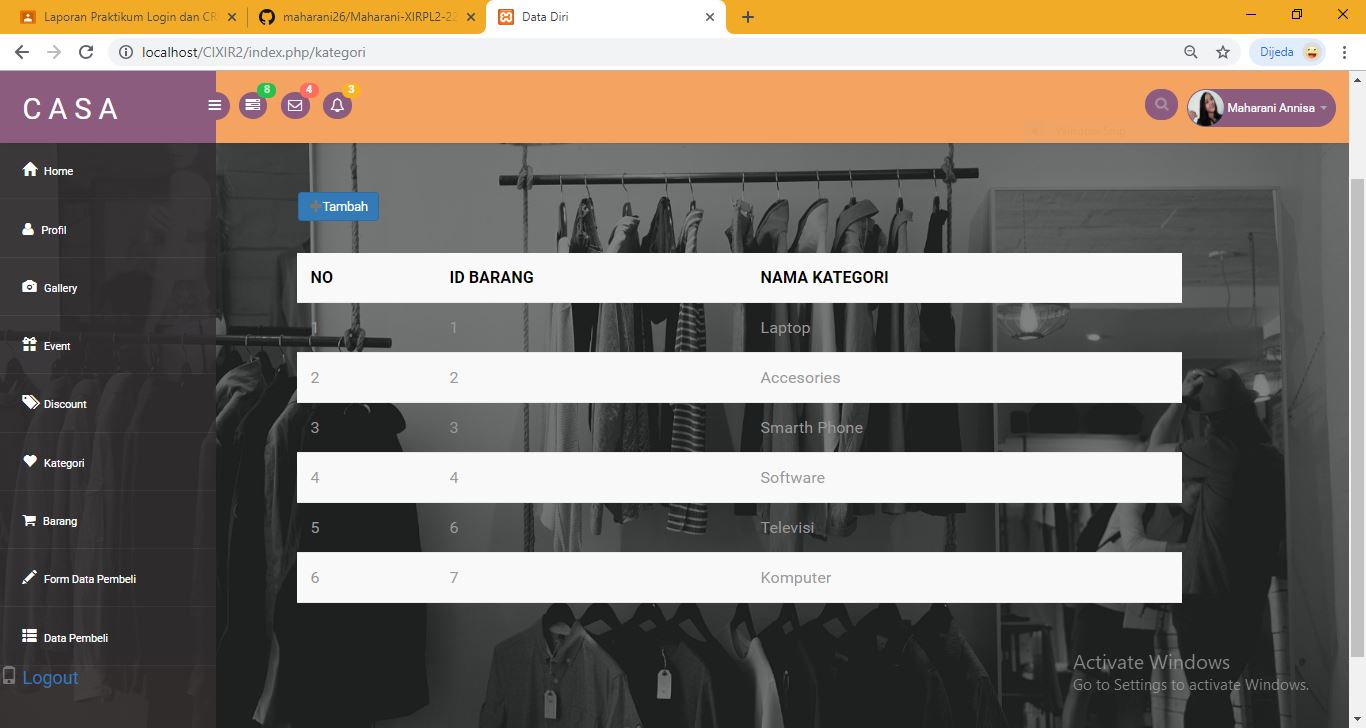 Laporan Praktikum Login dan CR
maharani26/Maharani-XIRPL2-22
Data Diri
localhost/CIXIR2/index.php/kategori
Dijeda
CASA
8
4
3
Maharani Annisa
Home
Profil
Gallery
Event
Discount
Kategori
Barang
Form Data Pembeli
Data Pembeli
Logout
Tambah
NO ID BARANG NAMA KATEGORI
1 1 Laptop
2 2 Accesories
3 3 Smarth Phone
4 4 Software
5 6 Televisi
6 7 Komputer
Activate Windows
Go to Settings to activate Windows.